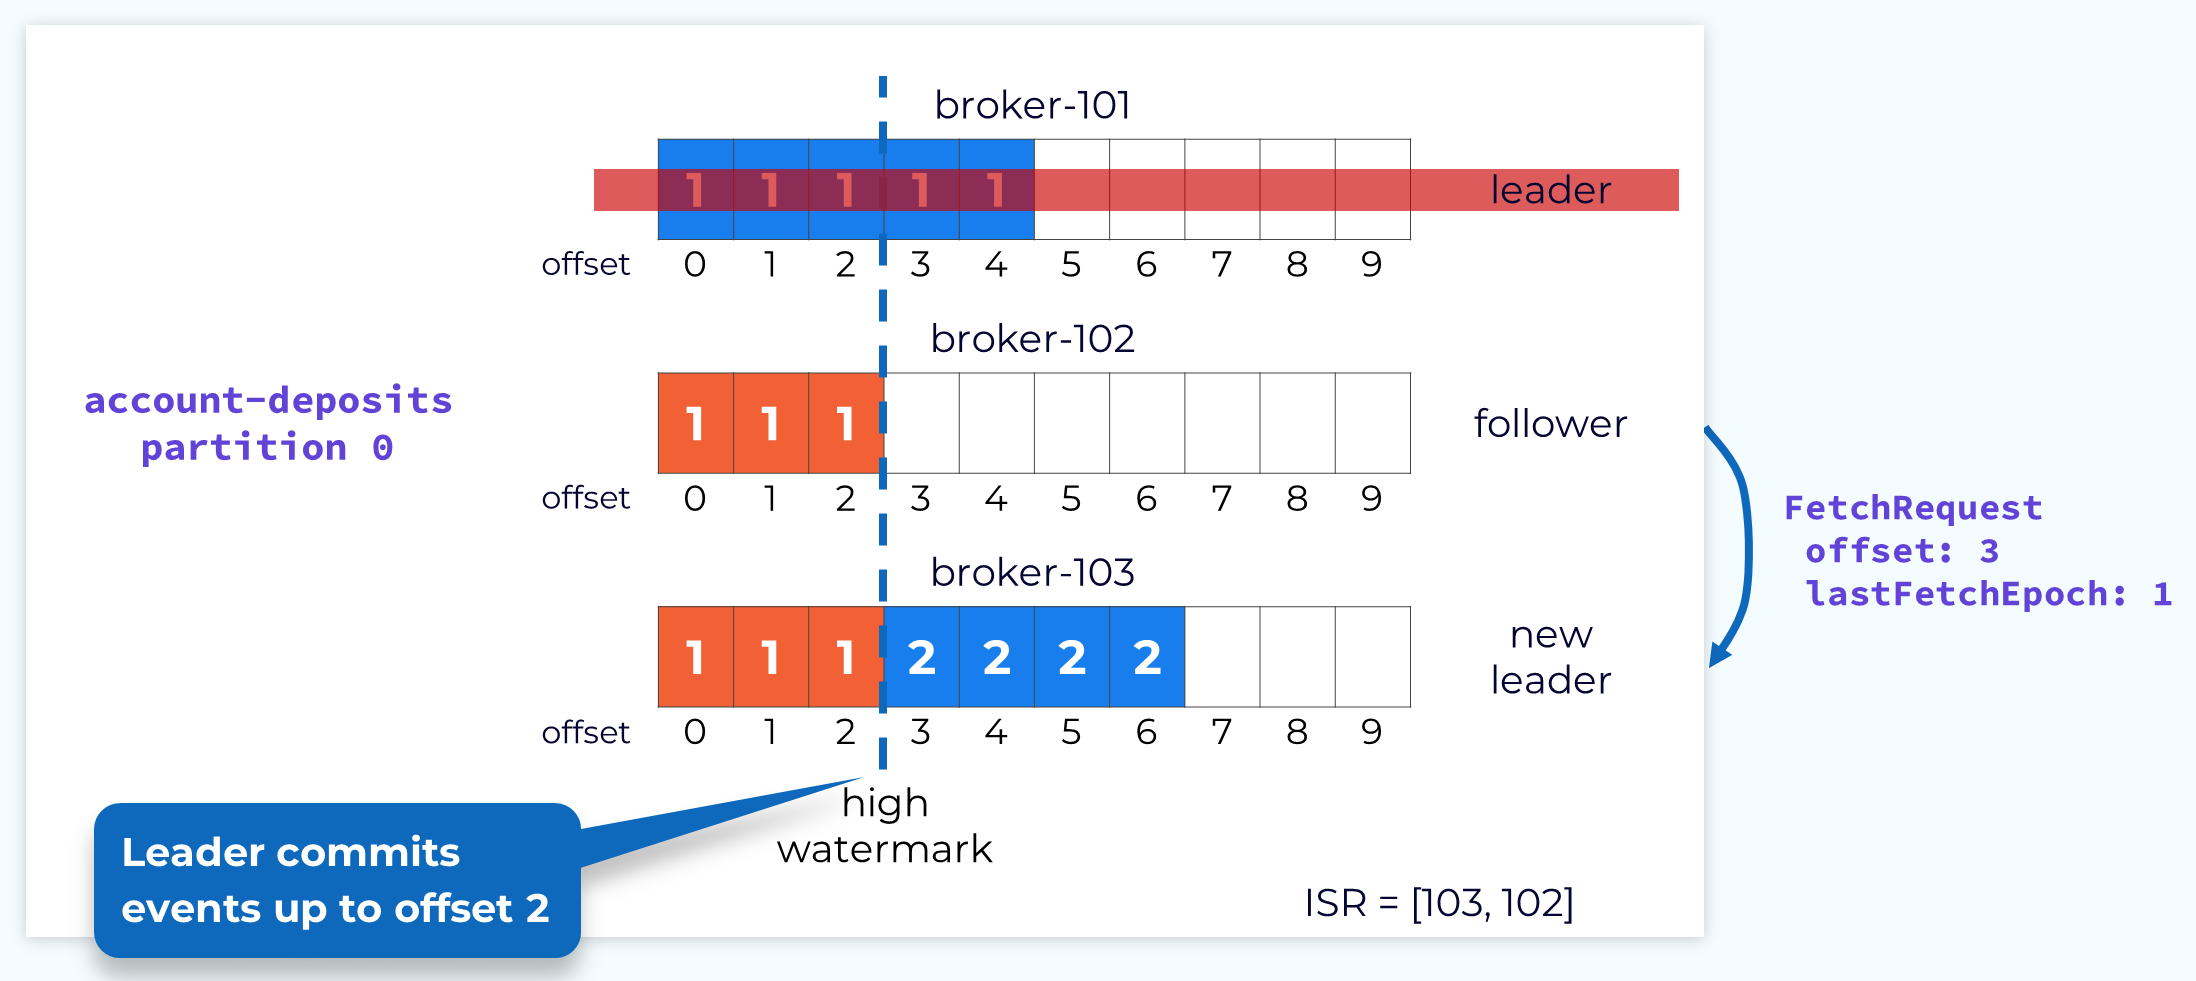 broker-101
1 1 1 1 1
leader
offset 0 1 2 3 4 5 6 7 8 9
broker-102
account-deposits
partition 0
1 1 1
follower
offset 0 1 2 3 4 5 6 7 8 9
FetchRequest
offset: 3
lastFetchEpoch: 1
broker-103
1 1 1 2 2 2 2
new
leader
offset 0 1 2 3 4 5 6 7 8 9
high
watermark
Leader commits
events up to offset 2
ISR = [103, 102]